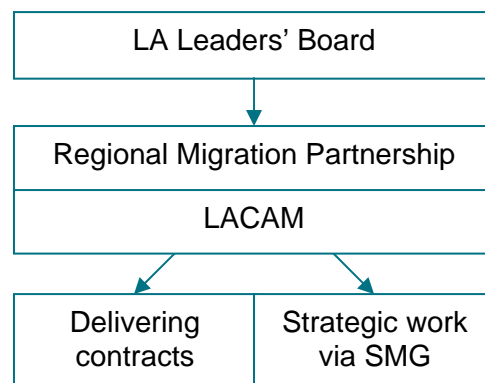 LA Leaders’ Board
Regional Migration Partnership
LACAM
Delivering
contracts
Strategic work
via SMG